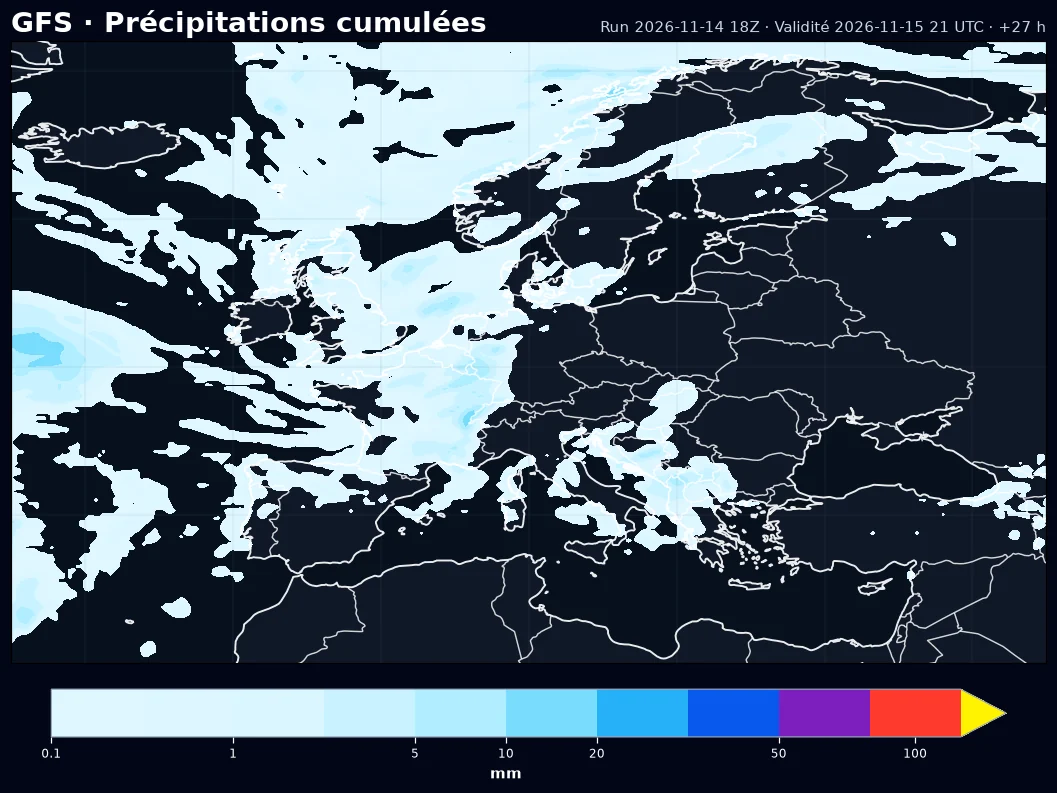 GFS · Précipitations cumulées
Run 2026-11-14 18Z · Validité 2026-11-15 21 UTC · +27 h
0.1 1 5 10 20 50 100
mm